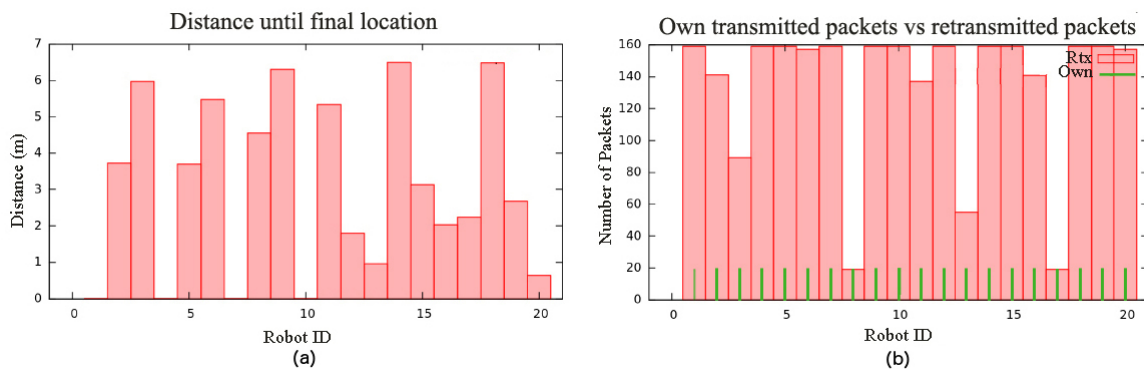 Distance until final location
7
6
5
4
3
2
1
0
Distance (m)
0 5 10 15 20
Robot ID
(a)
Own transmitted packets vs retransmitted packets
160
140
120
100
80
60
40
20
0
Number of Packets
Rtx
Own
0 5 10 15 20
Robot ID
(b)